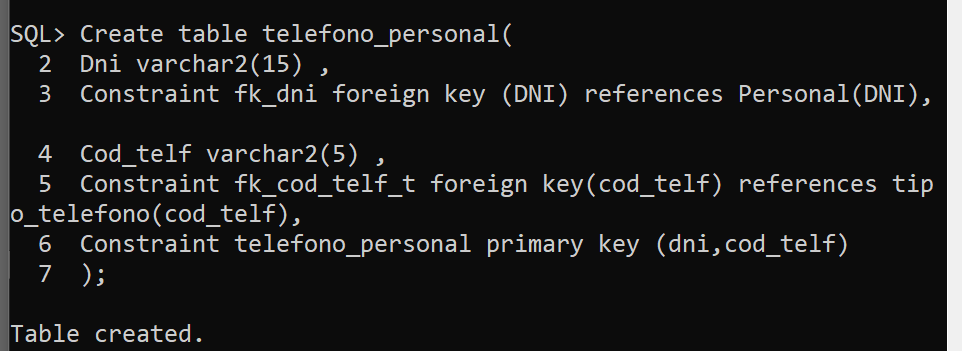 SQL> Create table telefono_personal(
  2  Dni varchar2(15) ,
  3  Constraint fk_dni foreign key (DNI) references Personal(DNI),
  4  Cod_telf varchar2(5) ,
  5  Constraint fk_cod_telf_t foreign key(cod_telf) references tip
o_telefono(cod_telf),
  6  Constraint telefono_personal primary key (dni,cod_telf)
  7  );
Table created.